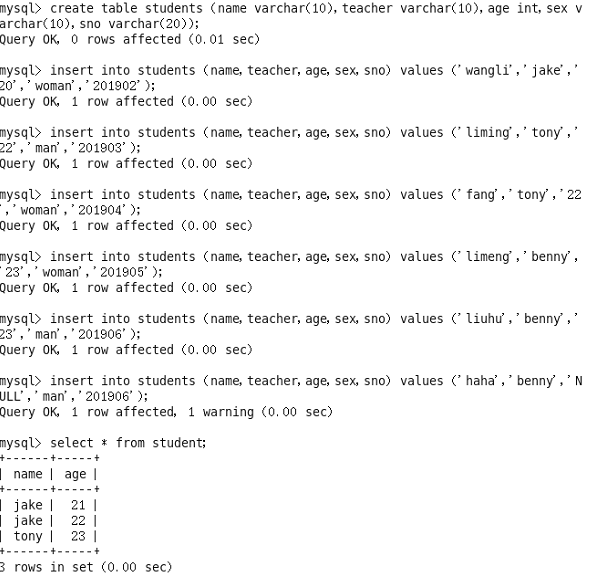 mysql> create table students (name varchar(10),teacher varchar(10),age int,sex v
archar(10),sno varchar(20));
Query OK, 0 rows affected (0.01 sec)
mysql> insert into students (name,teacher,age,sex,sno) values ('wangli','jake','
20','woman','201902');
Query OK, 1 row affected (0.00 sec)
mysql> insert into students (name,teacher,age,sex,sno) values ('liming','tony','
22','man','201903');
Query OK, 1 row affected (0.00 sec)
mysql> insert into students (name,teacher,age,sex,sno) values ('fang','tony','22
','woman','201904');
Query OK, 1 row affected (0.00 sec)
mysql> insert into students (name,teacher,age,sex,sno) values ('limeng','benny',
'23','woman','201905');
Query OK, 1 row affected (0.00 sec)
mysql> insert into students (name,teacher,age,sex,sno) values ('liuhu','benny','
23','man','201906');
Query OK, 1 row affected (0.00 sec)
mysql> insert into students (name,teacher,age,sex,sno) values ('haha','benny','N
ULL','man','201906');
Query OK, 1 row affected, 1 warning (0.00 sec)
mysql> select * from student;
+------+-----+
| name | age |
+------+-----+
| jake | 21 |
| jake | 22 |
| tony | 23 |
+------+-----+
3 rows in set (0.00 sec)